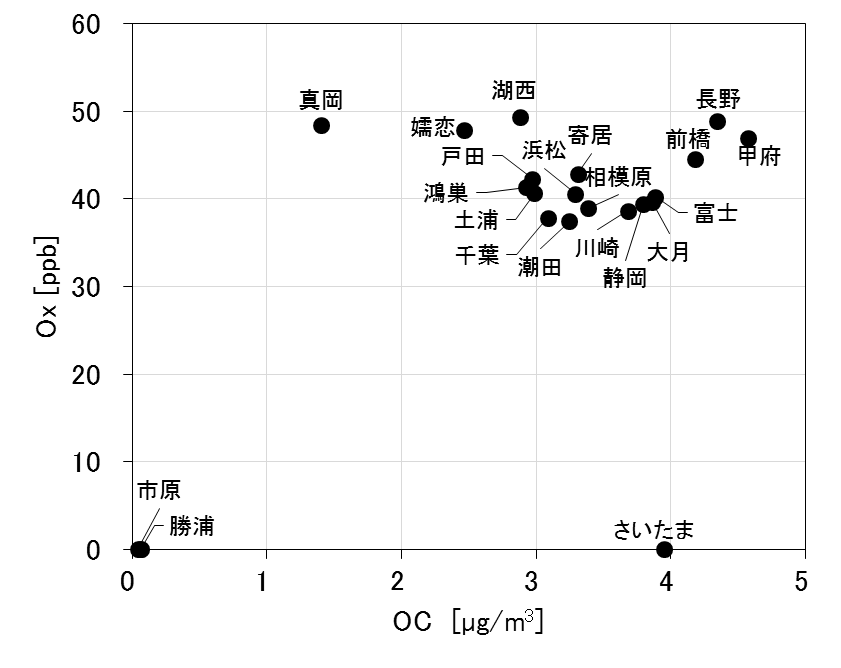 60
50
40
30
20
10
0
Ox [ppb]
真岡
嬬恋
湖西
長野
前橋
甲府
寄居
浜松
戸田
相模原
鴻巣
土浦
富士
千葉
潮田
川崎
大月
静岡
市原
勝浦
さいたま
0 1 2 3 4 5
OC [μg/m³]